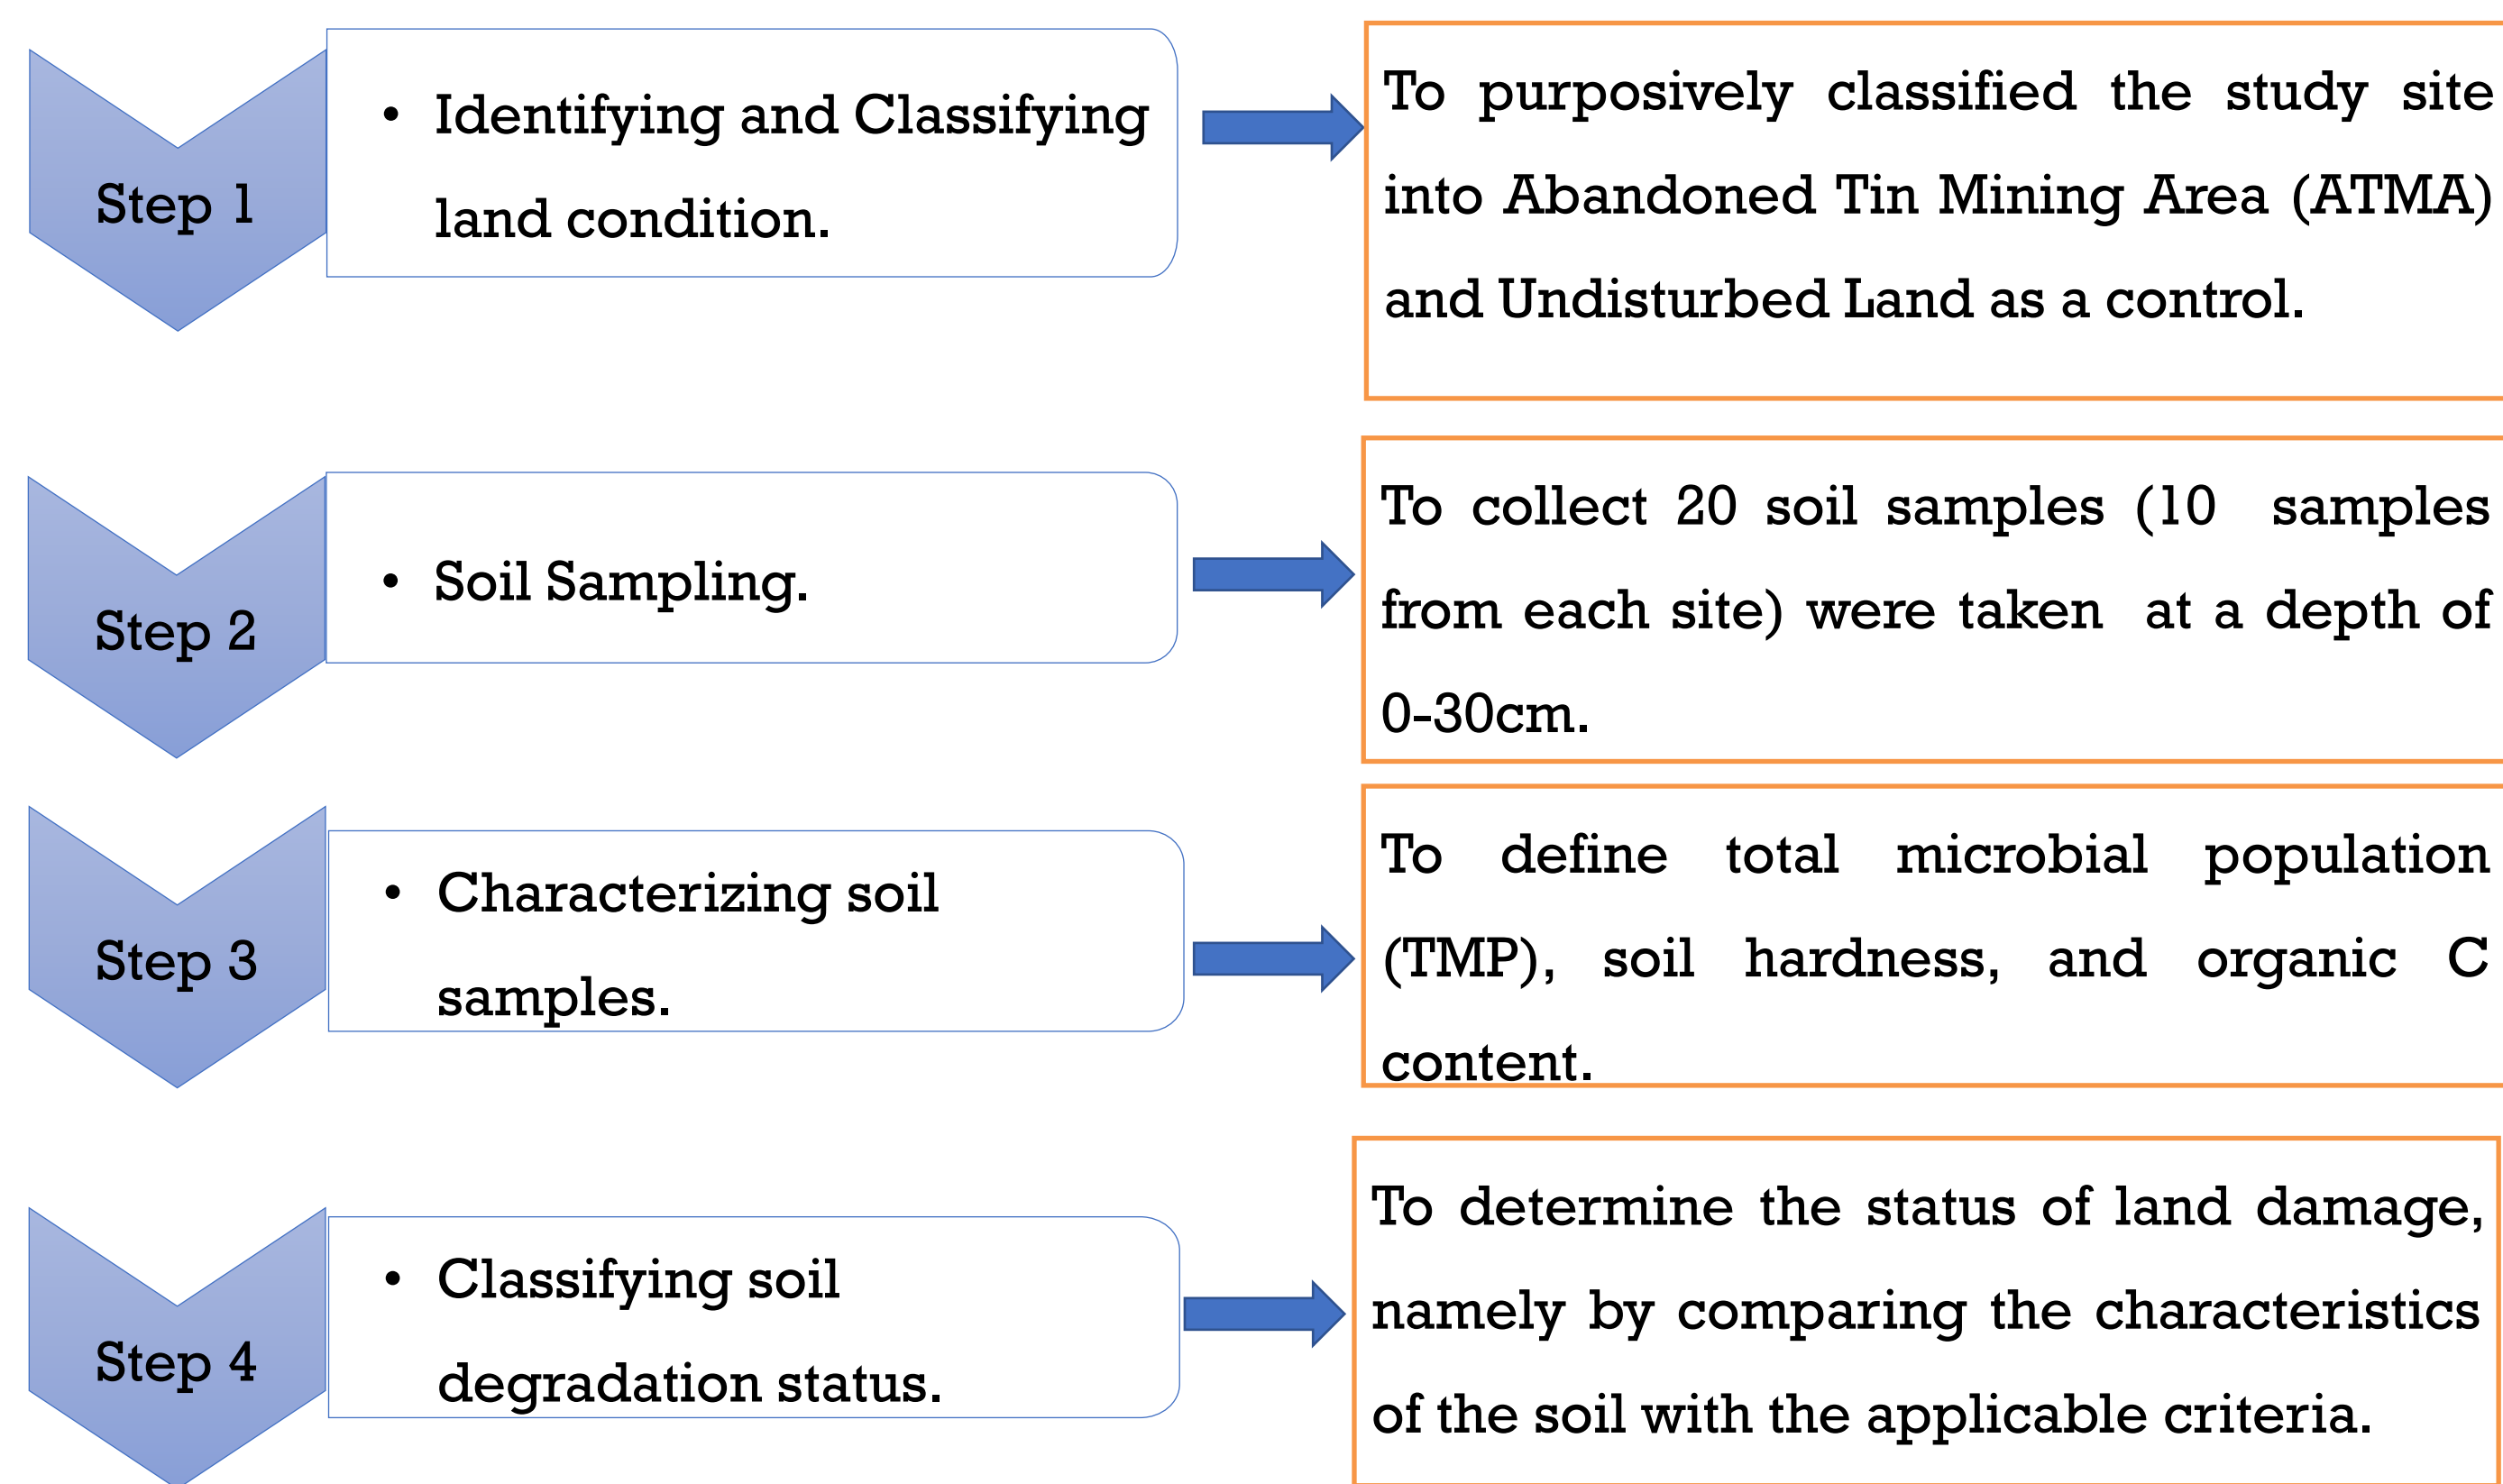 Step 1
• Identifying and Classifying
land condition.
To purposively classified the study site
into Abandoned Tin Mining Area (ATMA)
and Undisturbed Land as a control.
Step 2
• Soil Sampling.
To collect 20 soil samples (10 samples
from each site) were taken at a depth of
0-30cm.
Step 3
• Characterizing soil
samples.
To define total microbial population
(TMP), soil hardness, and organic C
content.
Step 4
• Classifying soil
degradation status.
To determine the status of land damage,
namely by comparing the characteristics
of the soil with the applicable criteria.